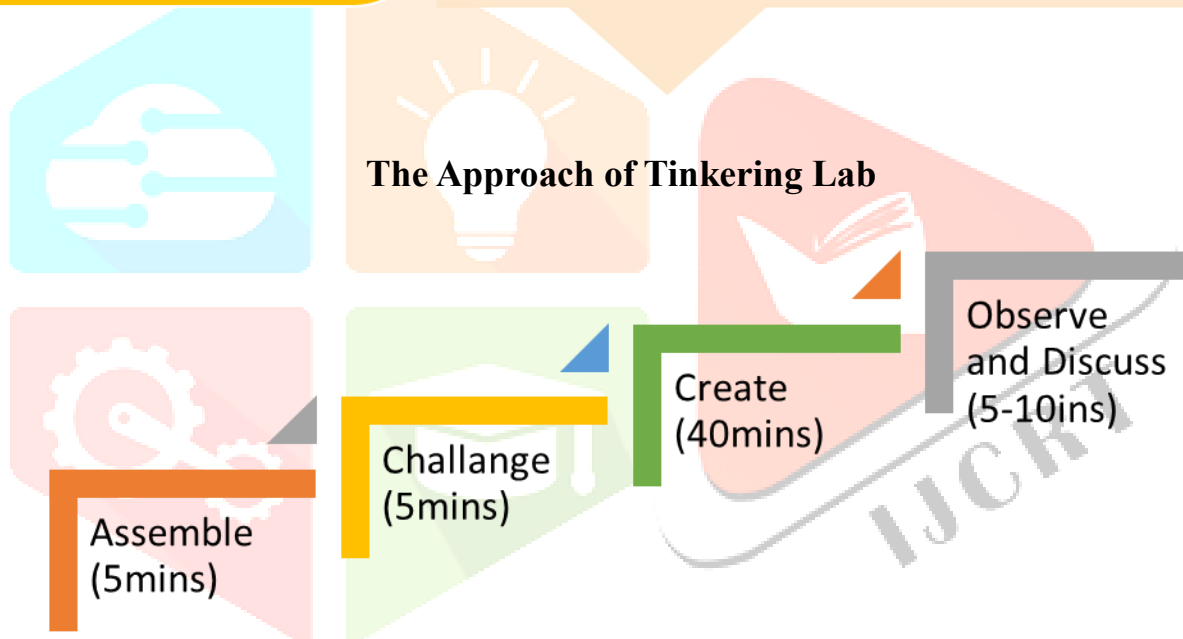 The Approach of Tinkering Lab
Assemble
(5mins)
Challange
(5mins)
Create
(40mins)
Observe
and Discuss
(5-10ins)
IJCRT